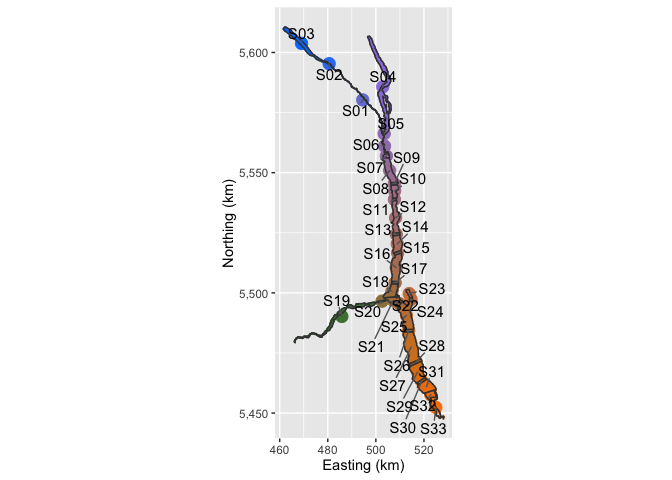 S03
5,600
S02
S04
S01
S05
S06
S09
5,550
S07
S10
S08
S11
S12
S13
S14
S16
S15
S17
S18
5,500
S23
S19
S20
S22
S24
S25
S21
S28
S26
S31
S27
S29
S32
5,450
S30
S33
460
480
500
520
Easting (km)
Northing (km)